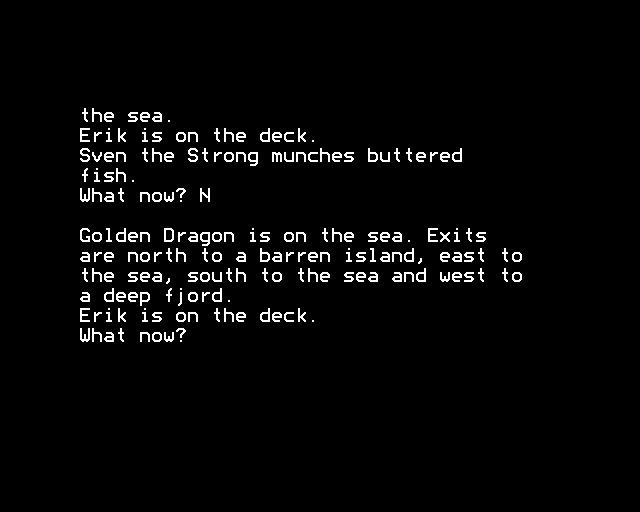 the sea.
Erik is on the deck.
Sven the Strong munches buttered
fish.
What now? N
Golden Dragon is on the sea. Exits
are north to a barren island, east to
the sea, south to the sea and west to
a deep fjord.
Erik is on the deck.
What now?